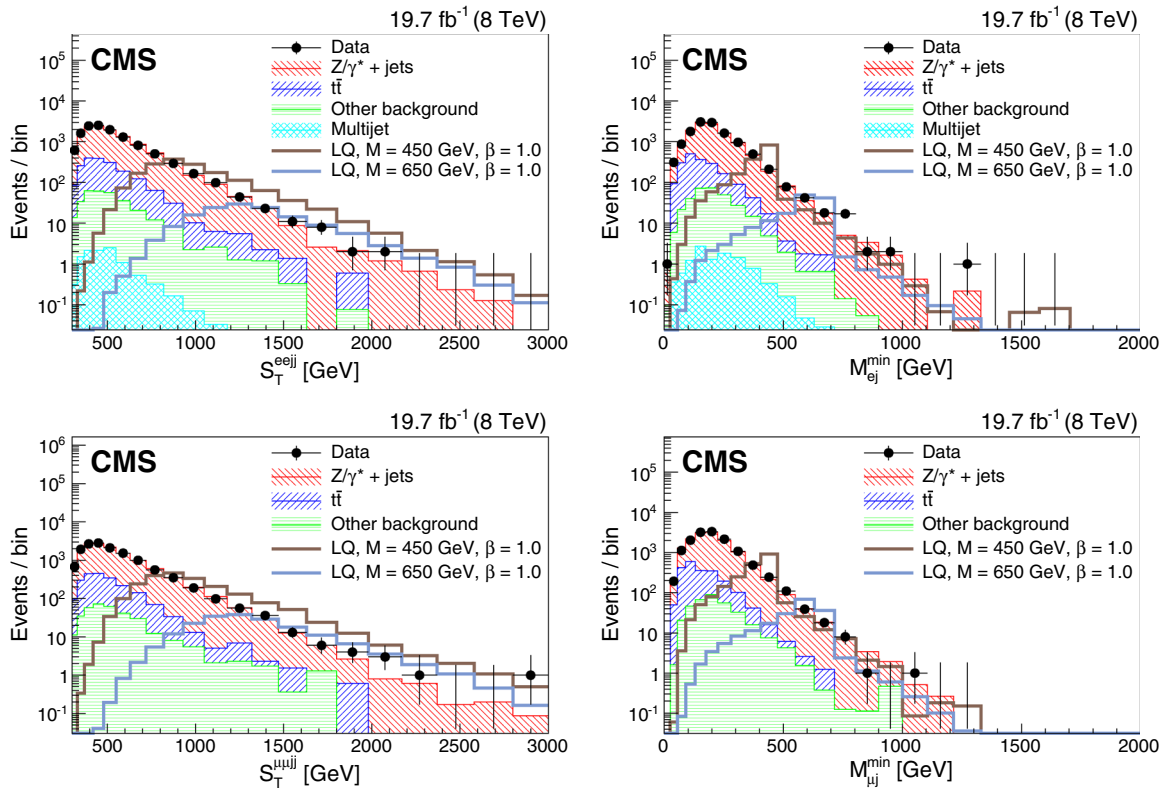 19.7 fb⁻¹ (8 TeV)
CMS
Data
Z/γ* + jets
tt̄
Other background
Multijet
LQ, M = 450 GeV, β = 1.0
LQ, M = 650 GeV, β = 1.0
Events / bin
10⁵
10⁴
10³
10²
10
1
10⁻¹
500 1000 1500 2000 2500 3000
S_T^eejj [GeV]
19.7 fb⁻¹ (8 TeV)
CMS
Data
Z/γ* + jets
tt̄
Other background
Multijet
LQ, M = 450 GeV, β = 1.0
LQ, M = 650 GeV, β = 1.0
Events / bin
10⁵
10⁴
10³
10²
10
1
10⁻¹
0 500 1000 1500 2000
M_ej^min [GeV]
19.7 fb⁻¹ (8 TeV)
CMS
Data
Z/γ* + jets
tt̄
Other background
LQ, M = 450 GeV, β = 1.0
LQ, M = 650 GeV, β = 1.0
Events / bin
10⁶
10⁵
10⁴
10³
10²
10
1
10⁻¹
500 1000 1500 2000 2500 3000
S_T^μμjj [GeV]
19.7 fb⁻¹ (8 TeV)
CMS
Data
Z/γ* + jets
tt̄
Other background
LQ, M = 450 GeV, β = 1.0
LQ, M = 650 GeV, β = 1.0
Events / bin
10⁵
10⁴
10³
10²
10
1
10⁻¹
0 500 1000 1500 2000
M_μj^min [GeV]